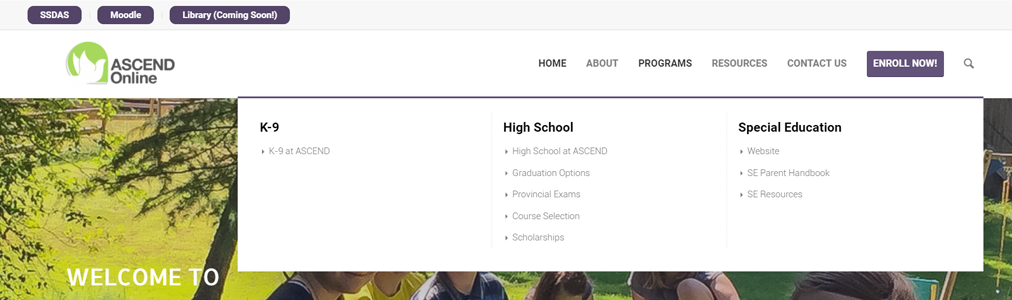 SSDAS Moodle Library (Coming Soon!)
ASCEND
Online
HOME ABOUT PROGRAMS RESOURCES CONTACT US ENROLL NOW!
K-9
K-9 at ASCEND
High School
High School at ASCEND
Graduation Options
Provincial Exams
Course Selection
Scholarships
Special Education
Website
SE Parent Handbook
SE Resources
WELCOME TO